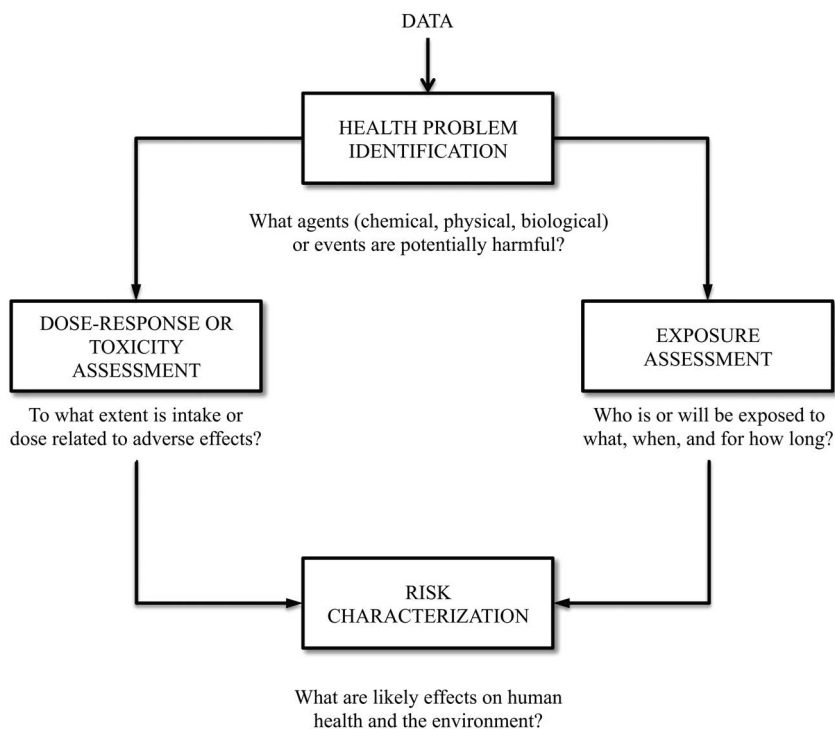 DATA
HEALTH PROBLEM
IDENTIFICATION
What agents (chemical, physical, biological)
or events are potentially harmful?
DOSE-RESPONSE OR
TOXICITY
ASSESSMENT
To what extent is intake or
dose related to adverse effects?
EXPOSURE
ASSESSMENT
Who is or will be exposed to
what, when, and for how long?
RISK
CHARACTERIZATION
What are likely effects on human
health and the environment?